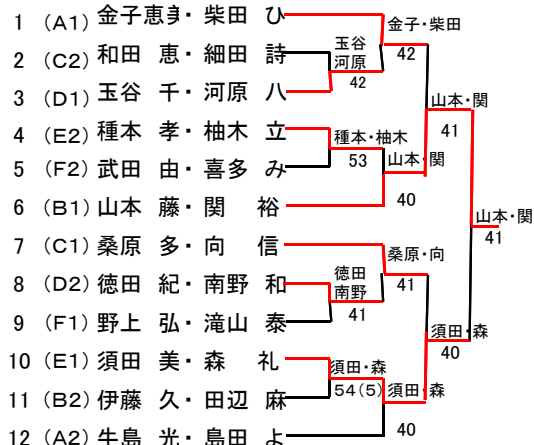 1 (A1) 金子恵美・柴田 ひ
2 (C2) 和田 恵・細田 詩
3 (D1) 玉谷 千・河原 八
4 (E2) 種本 孝・柚木 立
5 (F2) 武田 由・喜多 み
6 (B1) 山本 藤・関 裕
7 (C1) 桑原 多・向 信
8 (D2) 徳田 紀・南野 和
9 (F1) 野上 弘・滝山 泰
10 (E1) 須田 美・森 礼
11 (B2) 伊藤 久・田辺 麻
12 (A2) 牛島 光・島田 よ
玉谷
河原
42
種本・柚木
53
徳田
南野
41
須田・森
54(5)
金子・柴田
42
山本・関
40
桑原・向
41
須田・森
40
山本・関
41
須田・森
40
山本・関
41